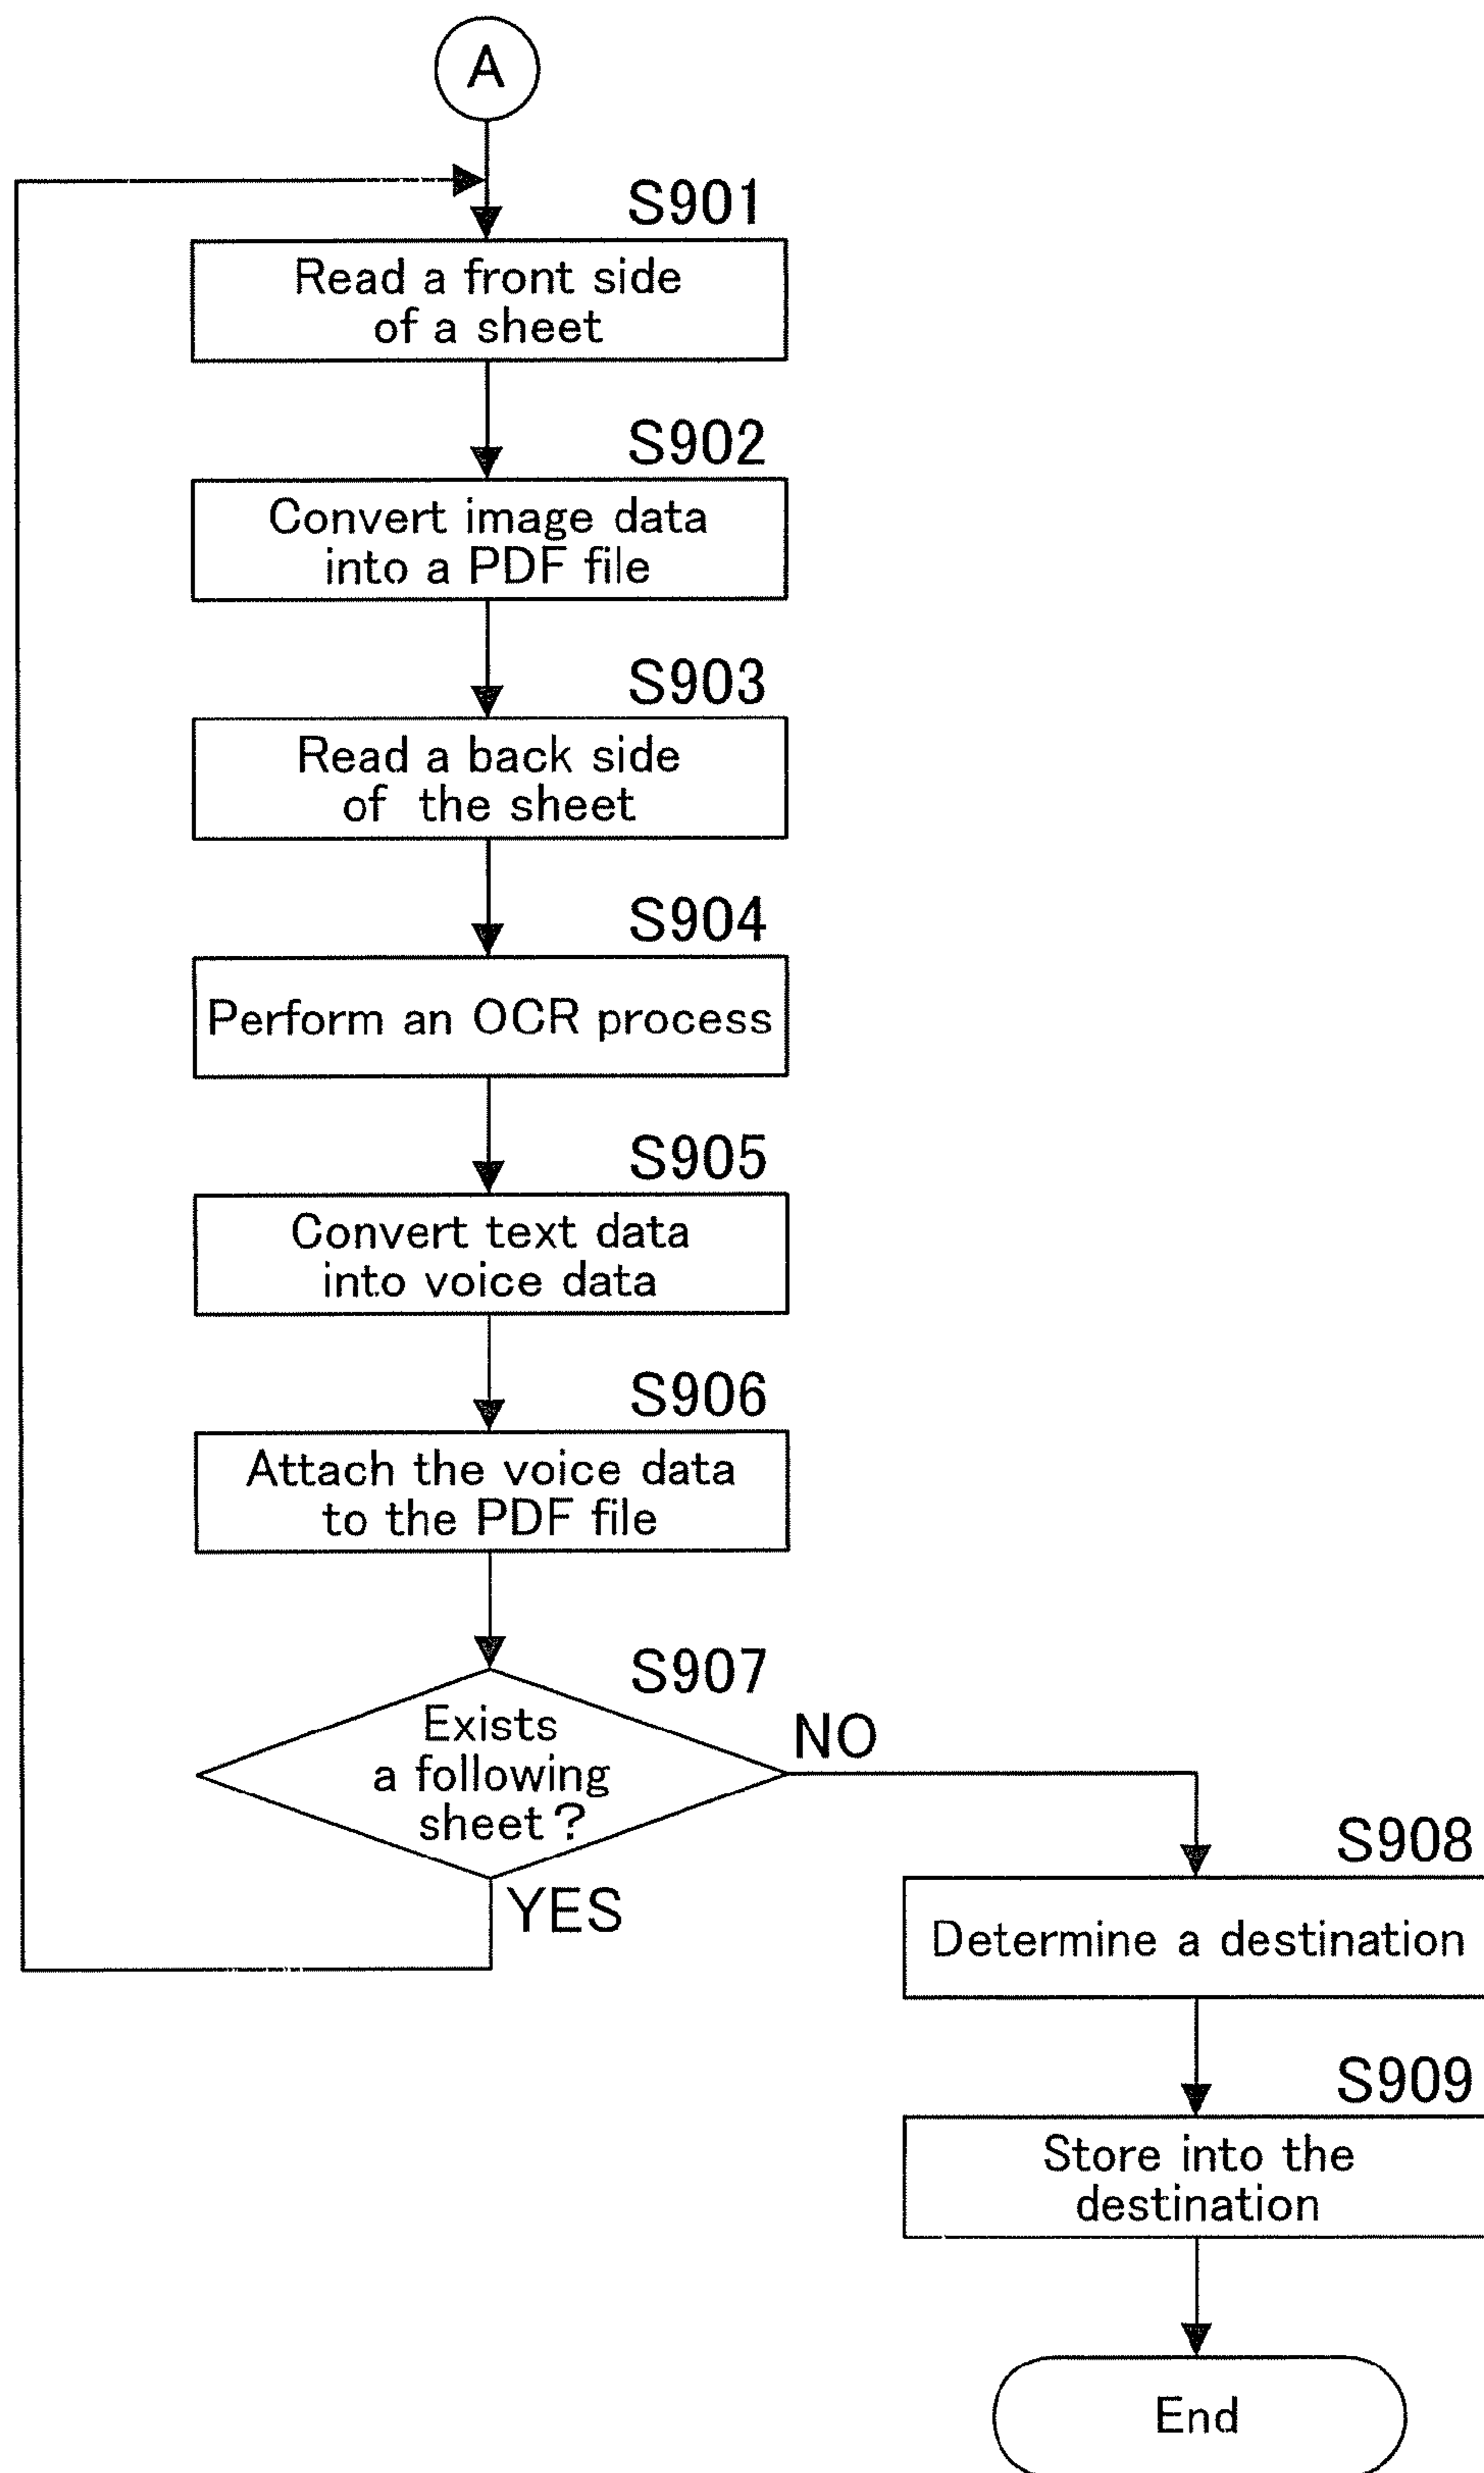 A
S901
Read a front side
of a sheet
S902
Convert image data
into a PDF file
S903
Read a back side
of the sheet
S904
Perform an OCR process
S905
Convert text data
into voice data
S906
Attach the voice data
to the PDF file
S907
Exists
a following
sheet?
NO
YES
S908
Determine a destination
S909
Store into the
destination
End